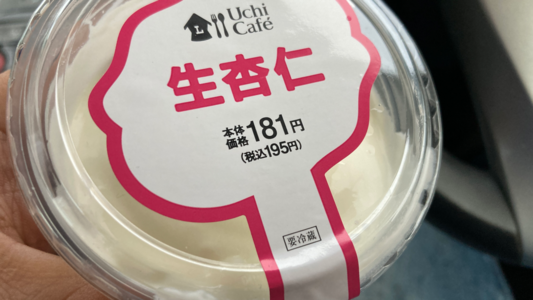 L
Uchi
Café
生杏仁
本体
価格 181円
(税込195円)
要冷蔵